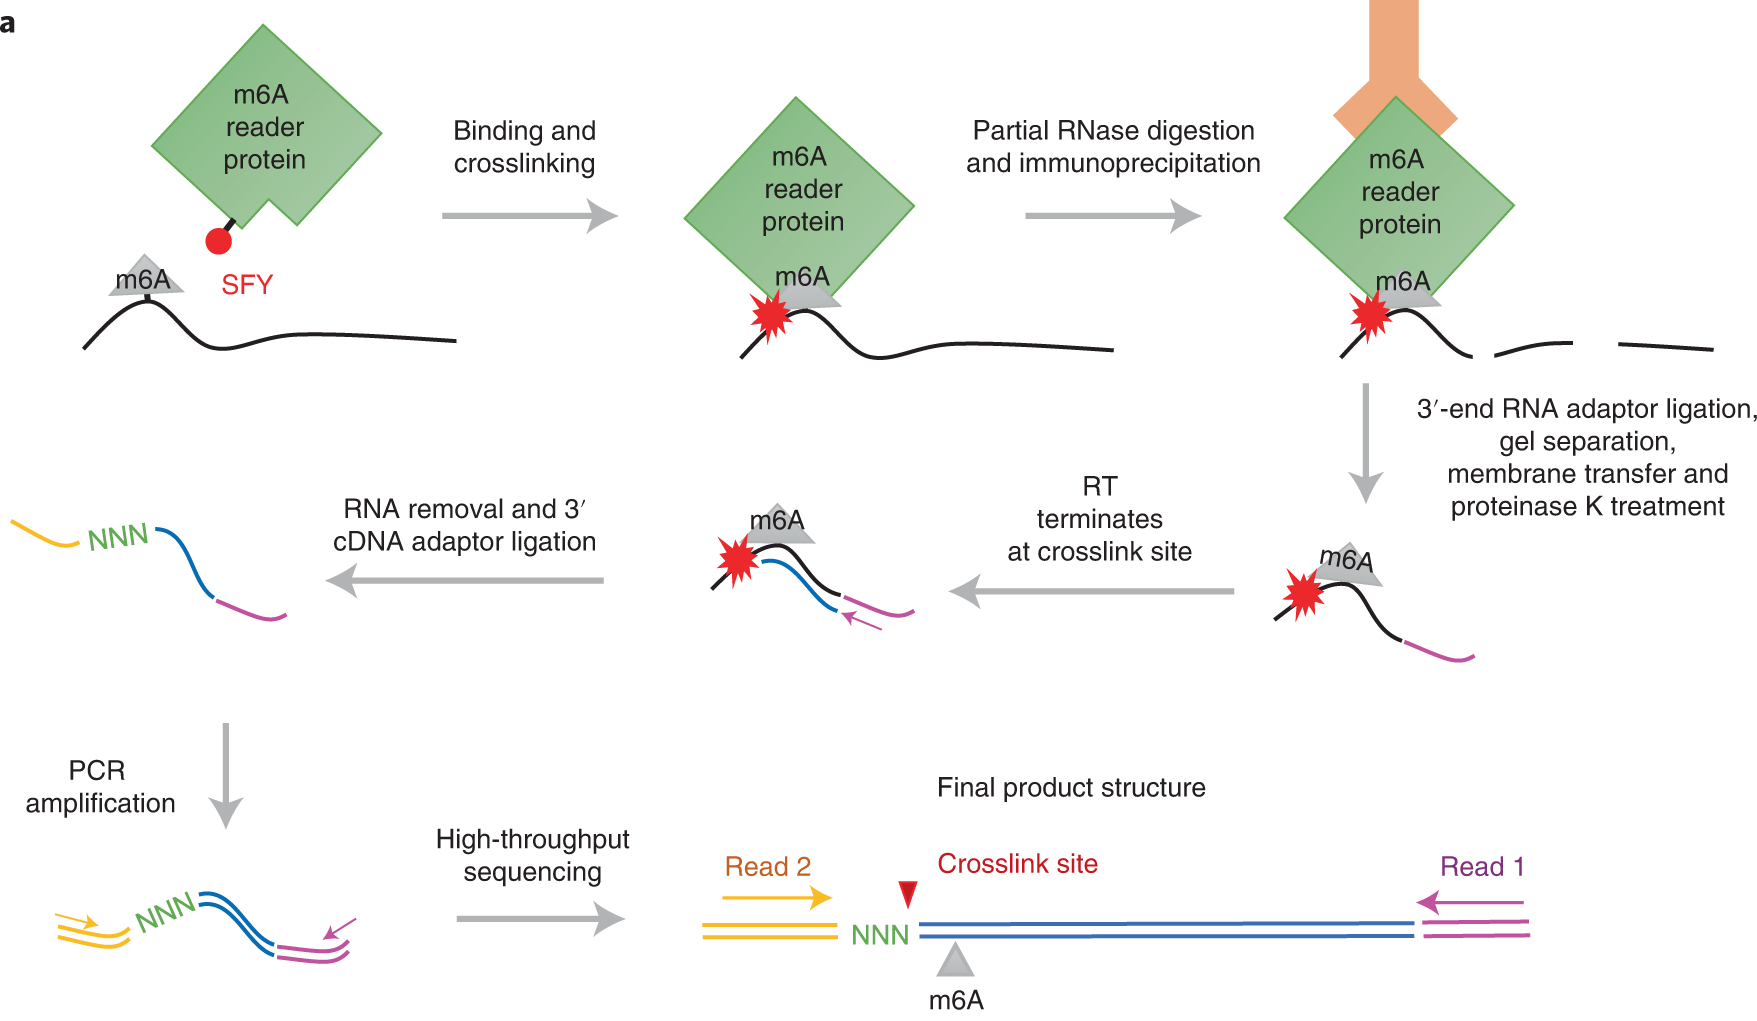 a
m6A
reader
protein
SFY
m6A
Binding and
crosslinking
m6A
reader
protein
m6A
Partial RNase digestion
and immunoprecipitation
m6A
reader
protein
m6A
3′-end RNA adaptor ligation,
gel separation,
membrane transfer and
proteinase K treatment
m6A
RT
terminates
at crosslink site
m6A
RNA removal and 3′
cDNA adaptor ligation
NNN
PCR
amplification
NNN
High-throughput
sequencing
Final product structure
Read 2
Crosslink site
Read 1
NNN
m6A